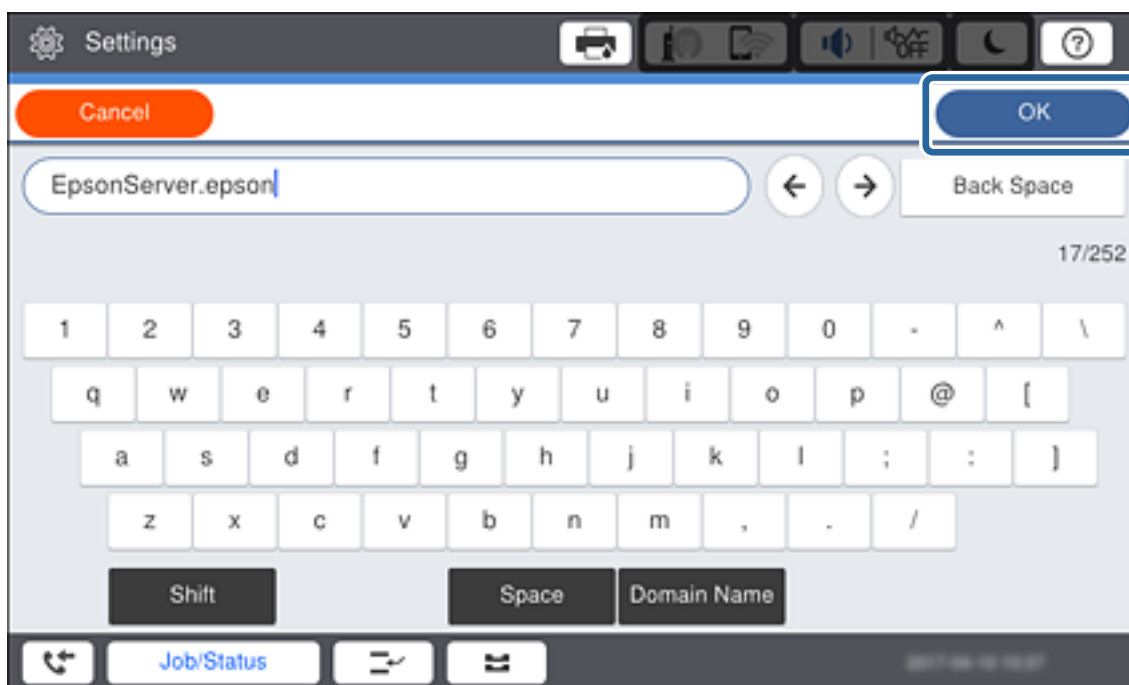 Settings
OFF
?
Cancel OK
EpsonServer.epson Back Space
17/252
1 2 3 4 5 6 7 8 9 0 - ^ \
q w e r t y u i o p @ [
a s d f g h j k l ; : ]
z x c v b n m , . /
Shift Space Domain Name
Job/Status